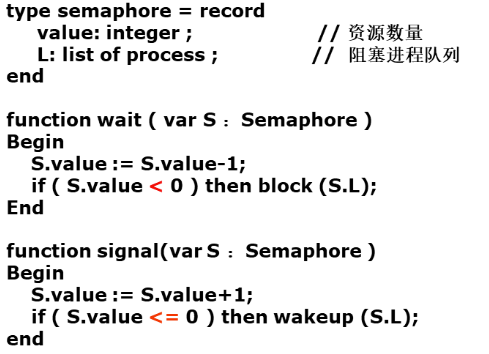 type semaphore = record
value: integer ; // 资源数量
L: list of process ; // 阻塞进程队列
end
function wait ( var S ：Semaphore )
Begin
S.value := S.value-1;
if ( S.value < 0 ) then block (S.L);
End
function signal(var S ：Semaphore )
Begin
S.value := S.value+1;
if ( S.value <= 0 ) then wakeup (S.L);
end